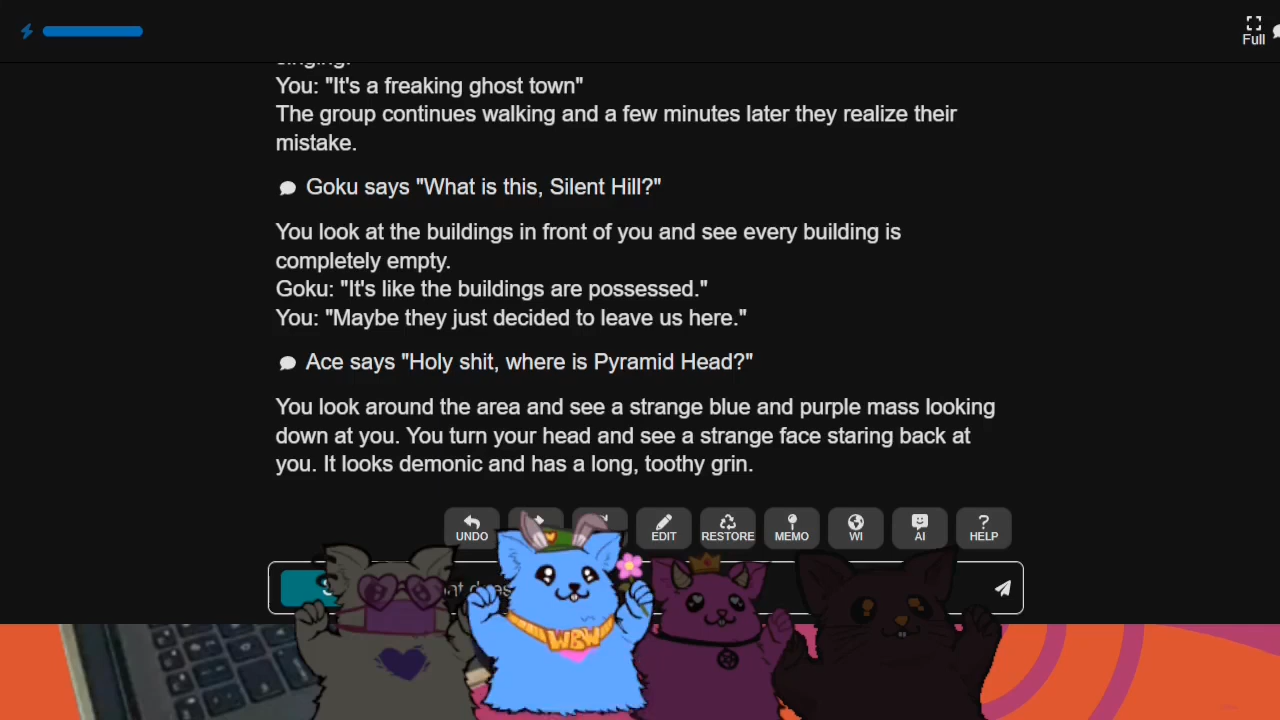 Full
singing.
You: "It's a freaking ghost town"
The group continues walking and a few minutes later they realize their
mistake.
Goku says "What is this, Silent Hill?"
You look at the buildings in front of you and see every building is
completely empty.
Goku: "It's like the buildings are possessed."
You: "Maybe they just decided to leave us here."
Ace says "Holy shit, where is Pyramid Head?"
You look around the area and see a strange blue and purple mass looking
down at you. You turn your head and see a strange face staring back at
you. It looks demonic and has a long, toothy grin.
UNDO
EDIT
RESTORE
MEMO
WI
AI
?
HELP
WBW